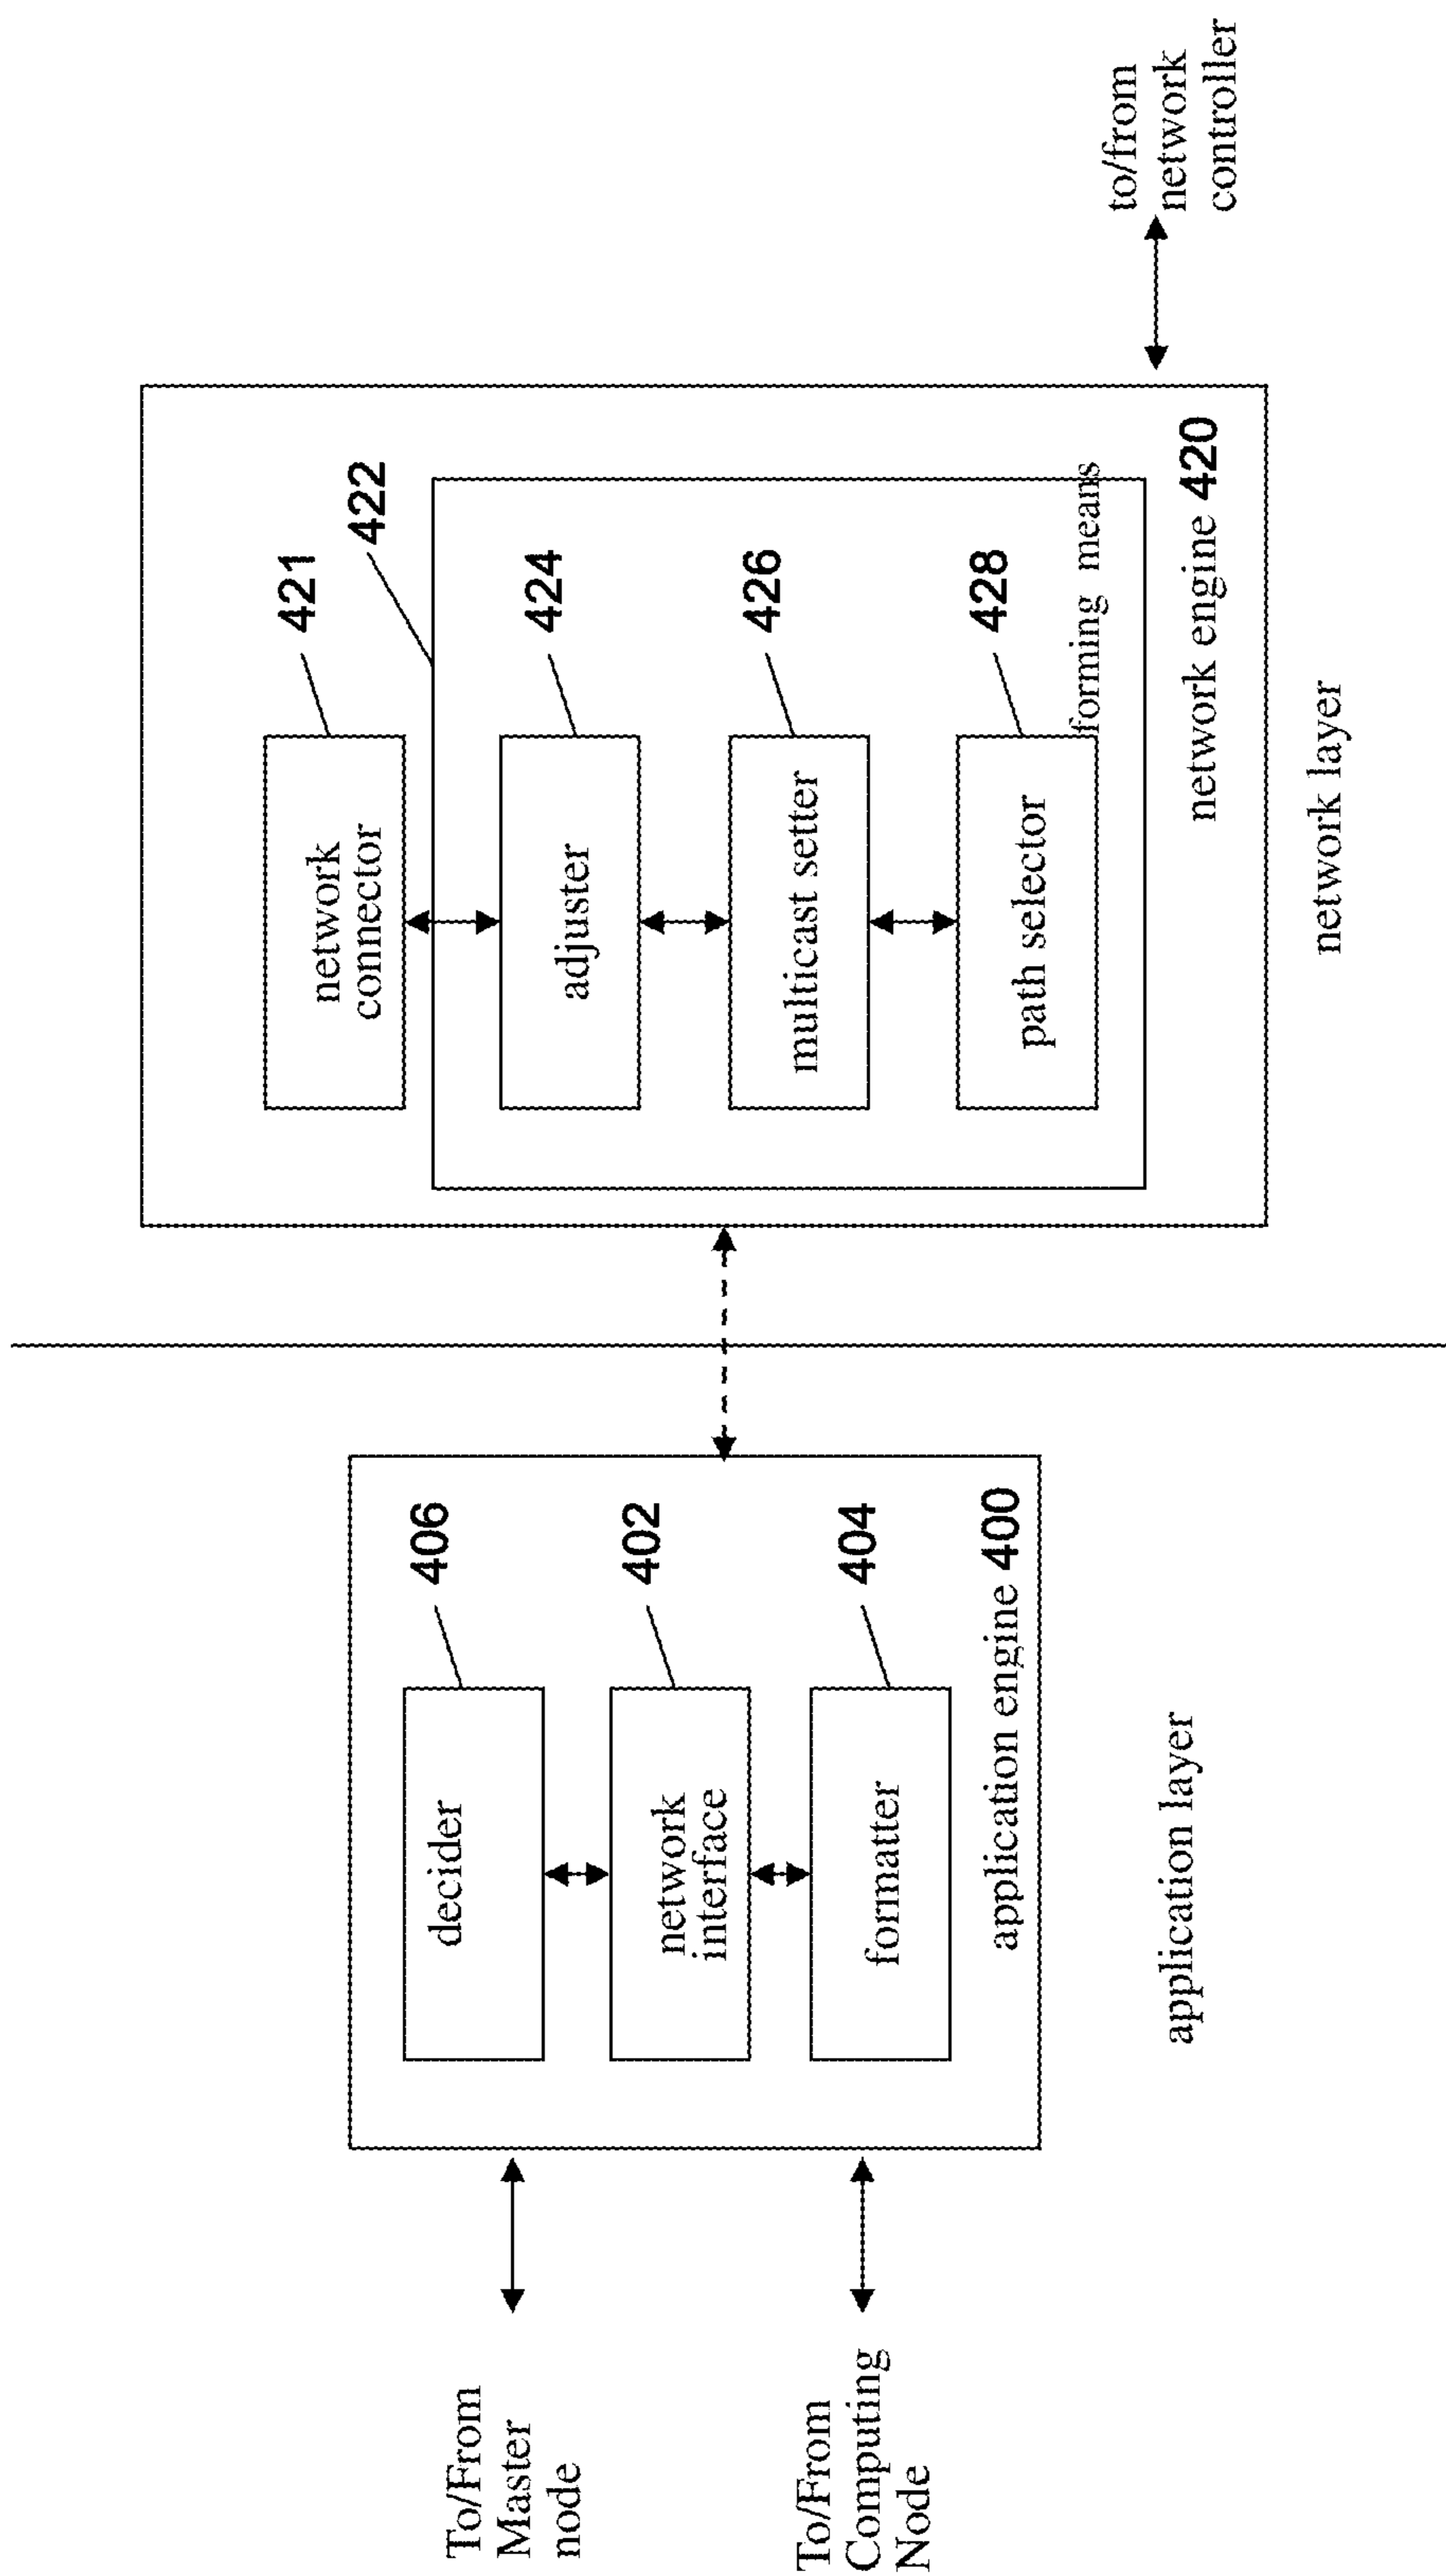 To/From
Master
node
To/From
Computing
Node
406
decider
402
network
interface
404
formatter
application engine 400
application layer
421
422
network
connector
424
adjuster
426
multicast setter
428
path selector
forming means
network engine 420
network layer
to/from
network
controller